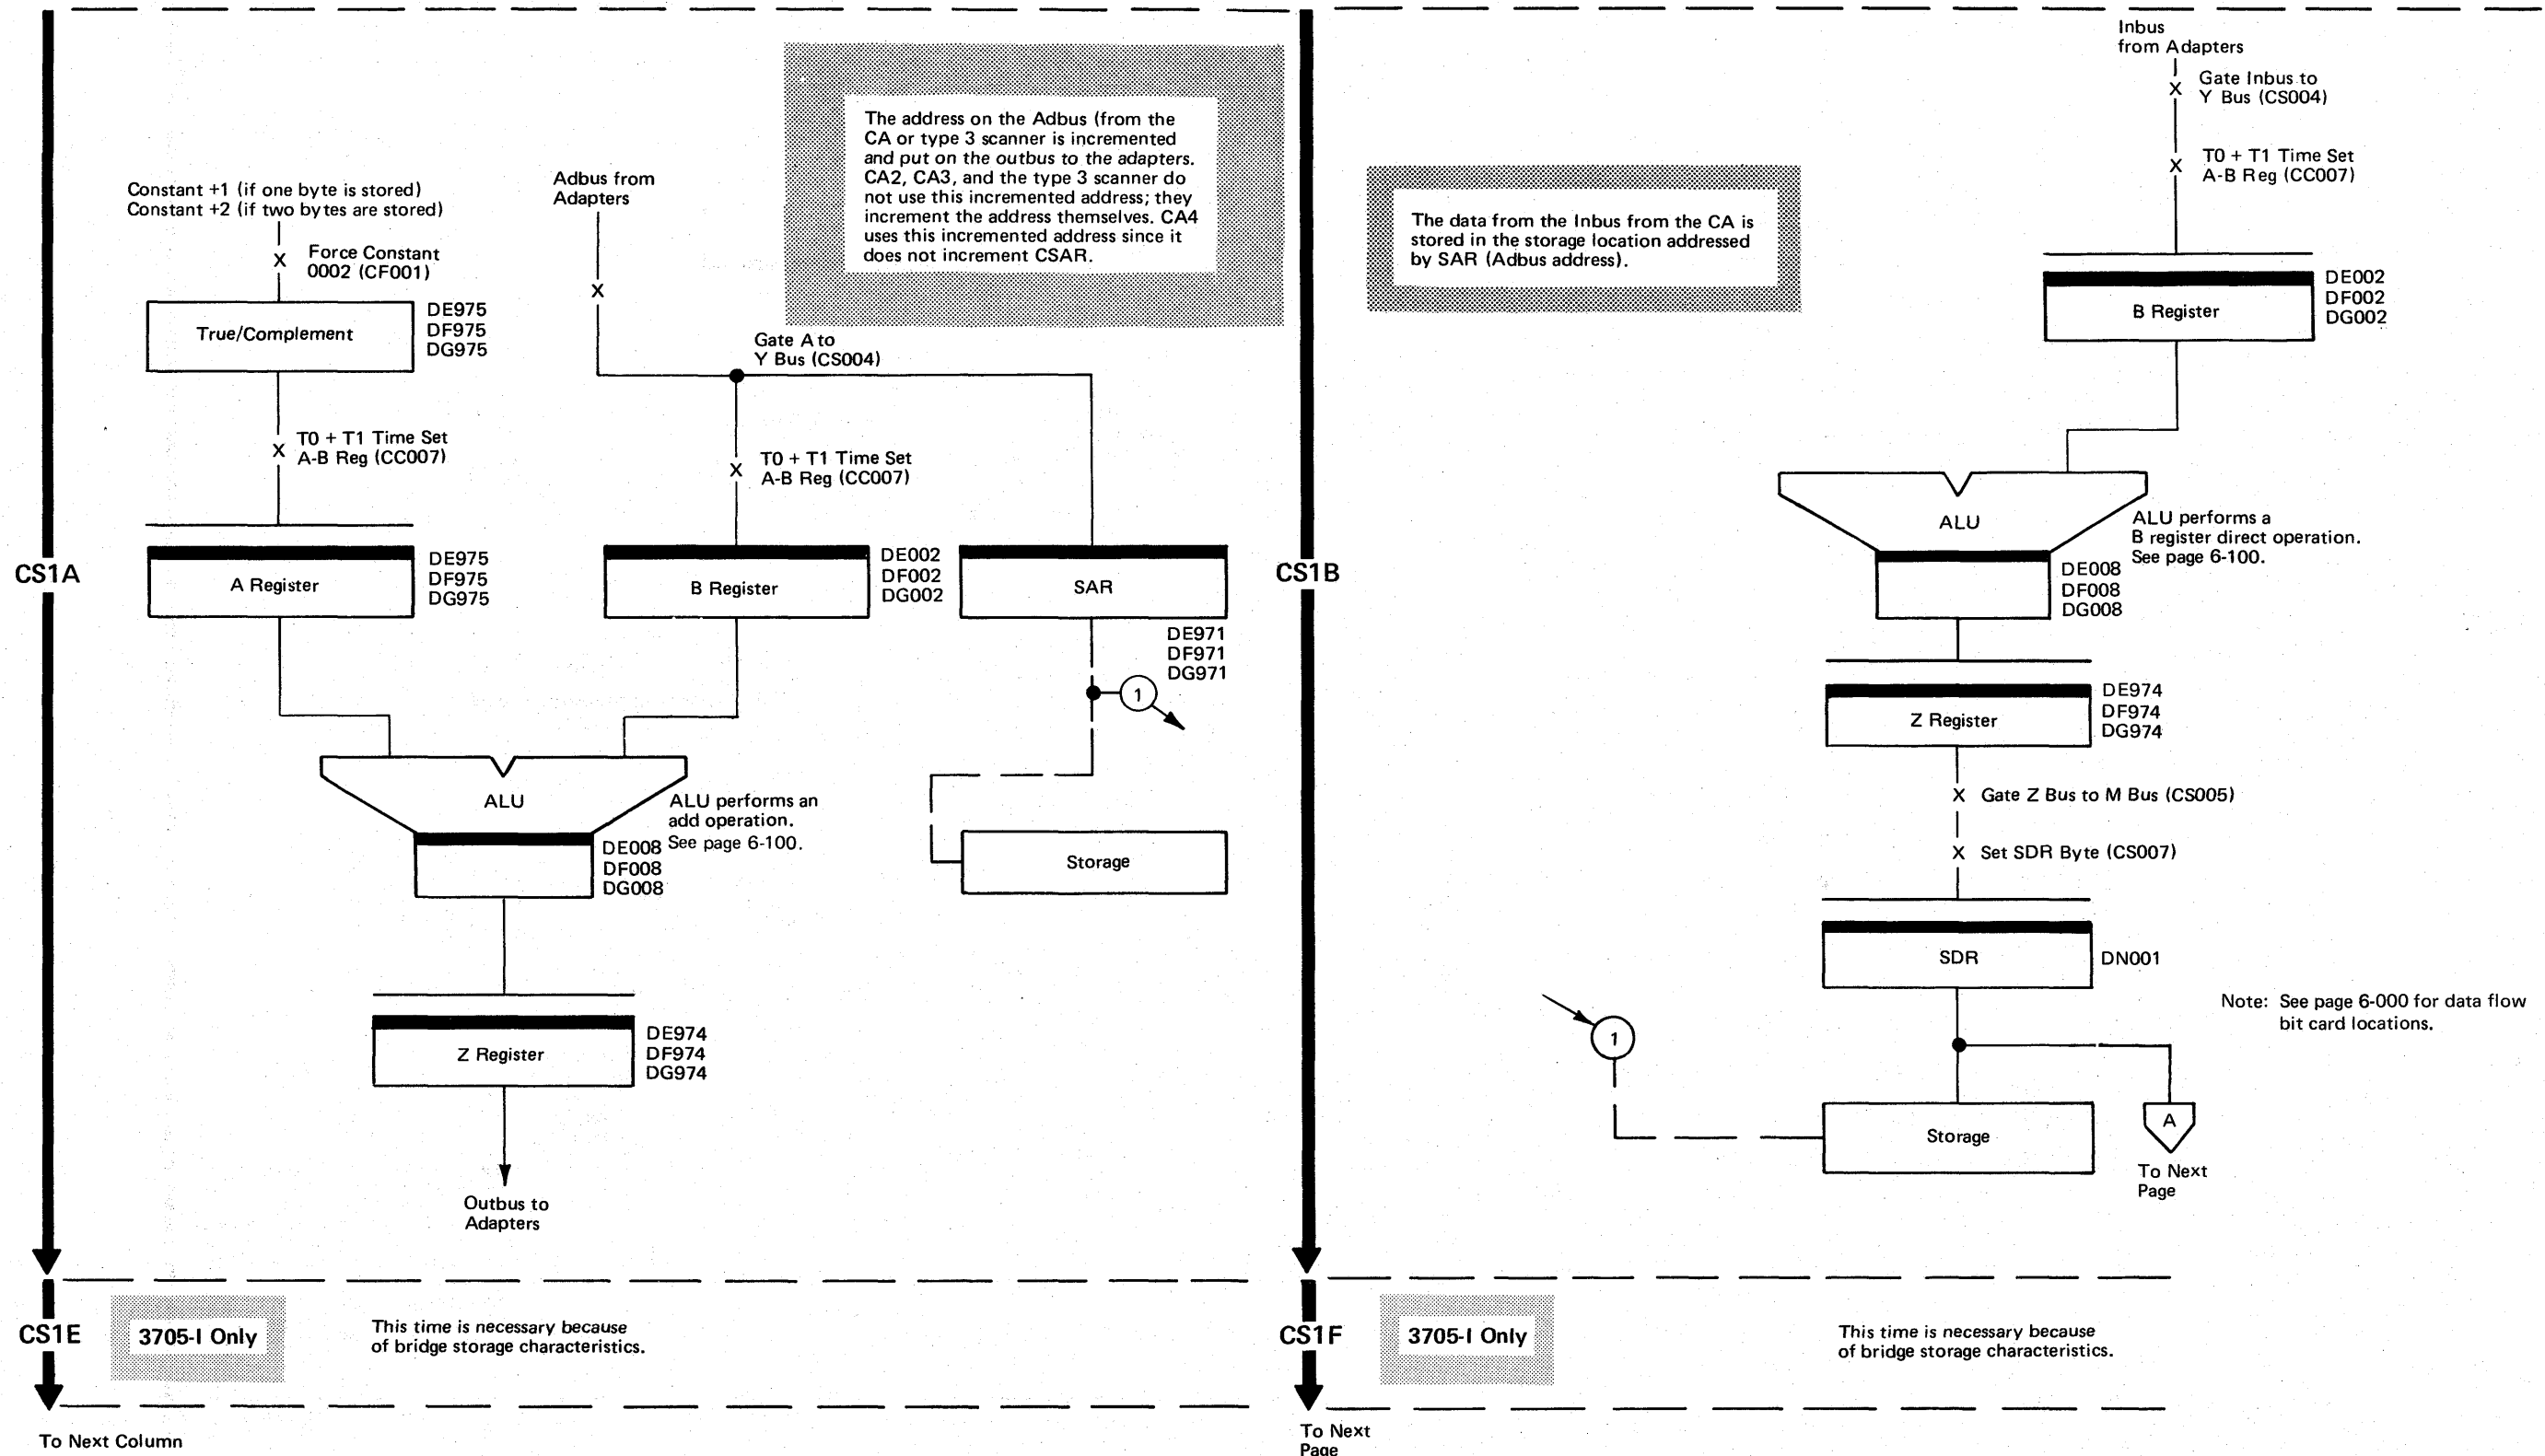 CS1A
Constant +1 (if one byte is stored)
Constant +2 (if two bytes are stored)
X Force Constant
0002 (CF001)
True/Complement
DE975
DF975
DG975
X T0 + T1 Time Set
A-B Reg (CC007)
A Register
DE975
DF975
DG975
Adbus from
Adapters
X
Gate A to
Y Bus (CS004)
X T0 + T1 Time Set
A-B Reg (CC007)
B Register
DE002
DF002
DG002
SAR
DE971
DF971
DG971
1
Storage
The address on the Adbus (from the
CA or type 3 scanner is incremented
and put on the outbus to the adapters.
CA2, CA3, and the type 3 scanner do
not use this incremented address; they
increment the address themselves. CA4
uses this incremented address since it
does not increment CSAR.
ALU
ALU performs an
add operation.
See page 6-100.
DE008
DF008
DG008
Z Register
DE974
DF974
DG974
Outbus to
Adapters
CS1E
3705-I Only
This time is necessary because
of bridge storage characteristics.
To Next Column
CS1B
The data from the Inbus from the CA is
stored in the storage location addressed
by SAR (Adbus address).
Inbus
from Adapters
X Gate Inbus to
Y Bus (CS004)
X T0 + T1 Time Set
A-B Reg (CC007)
B Register
DE002
DF002
DG002
ALU
ALU performs a
B register direct operation.
See page 6-100.
DE008
DF008
DG008
Z Register
DE974
DF974
DG974
X Gate Z Bus to M Bus (CS005)
X Set SDR Byte (CS007)
SDR
DN001
Note: See page 6-000 for data flow
bit card locations.
1
Storage
A
To Next
Page
CS1F
3705-I Only
This time is necessary because
of bridge storage characteristics.
To Next
Page